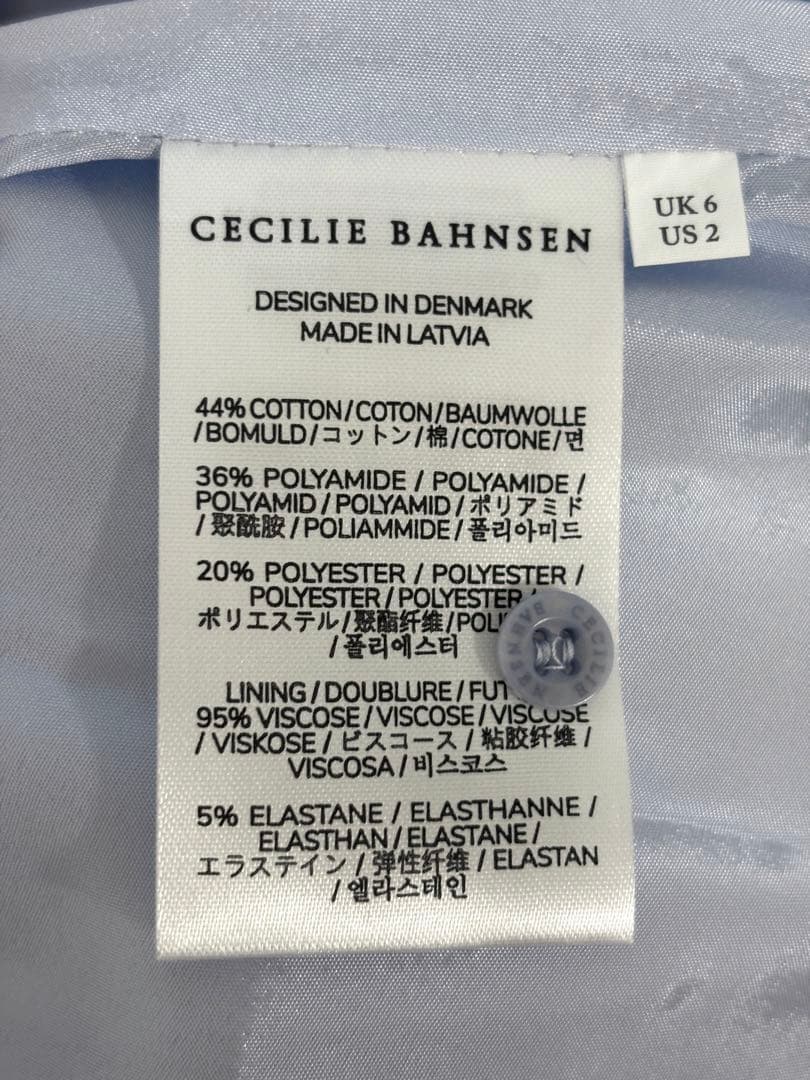 CECILIE BAHNSEN
UK 6
US 2
DESIGNED IN DENMARK
MADE IN LATVIA
44% COTTON/COTON/BAUMWOLLE
/BOMULD/コットン/棉/COTONE/면
36% POLYAMIDE / POLYAMIDE /
POLYAMID/POLYAMID/ポリアミド
/聚酰胺/POLIAMMIDE/폴리아미드
20% POLYESTER / POLYESTER /
POLYESTER/POLYESTER/
ポリエステル/聚酯纤维/
/폴리에스터
CECILIE BAHNSEN
LINING/DOUBLURE/
95% VISCOSE/VISCOSE/VISCOSE
/ VISKOSE / ビスコース / 粘胶纤维 /
VISCOSA/비스코스
5% ELASTANE / ELASTHANNE /
ELASTHAN/ELASTANE/
エラステイン / 弹性纤维 / ELASTAN
/엘라스테인